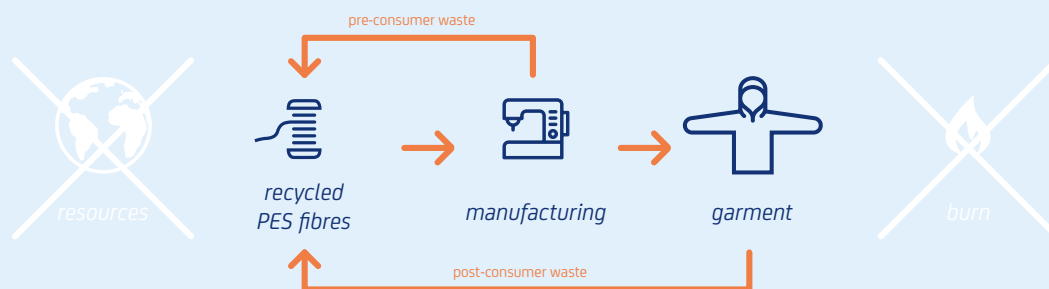 pre-consumer waste
resources
recycled
PES fibres
manufacturing
garment
burn
post-consumer waste